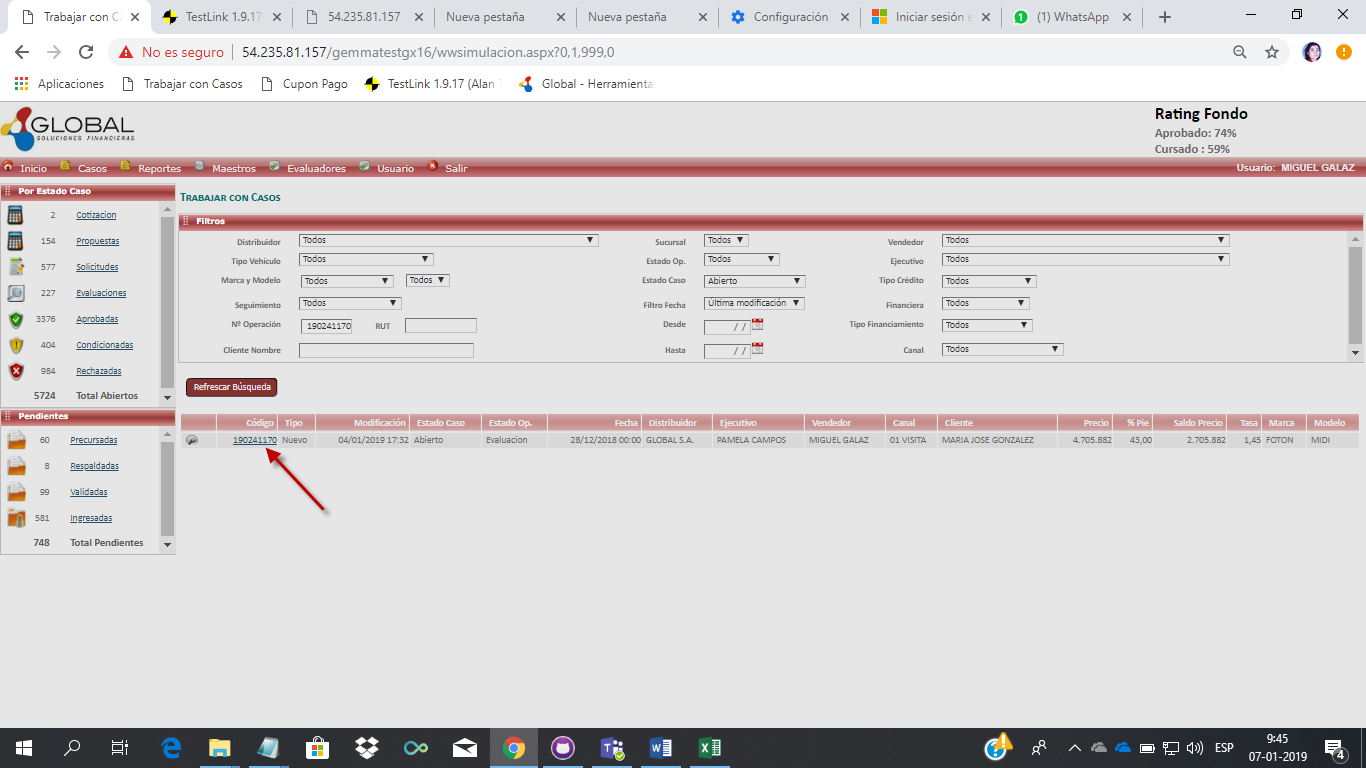 Trabajar con C
TestLink 1.9.17
54.235.81.157
Nueva pestaña
Nueva pestaña
Configuración
Iniciar sesión e
(1) WhatsApp
No es seguro
54.235.81.157/gemmatestgx16/wwsimulacion.aspx?0,1,999,0
Aplicaciones
Trabajar con Casos
Cupon Pago
TestLink 1.9.17 (Alan
Global - Herramienta
GLOBAL
SOLUCIONES FINANCIERAS
Rating Fondo
Aprobado: 74%
Cursado : 59%
Inicio Casos Reportes Maestros Evaluadores Usuario Salir Usuario: MIGUEL GALAZ
Por Estado Caso
2 Cotizacion
154 Propuestas
577 Solicitudes
227 Evaluaciones
3376 Aprobadas
404 Condicionadas
984 Rechazadas
5724 Total Abiertos
Pendientes
60 Precursadas
8 Respaldadas
99 Validadas
581 Ingresadas
748 Total Pendientes
TRABAJAR CON CASOS
Filtros
Distribuidor Todos Sucursal Todos Vendedor Todos
Tipo Vehículo Todos Estado Op. Todos Ejecutivo Todos
Marca y Modelo Todos Todos Estado Caso Abierto Tipo Crédito Todos
Seguimiento Todos Filtro Fecha Última modificación Financiera Todos
Nº Operación 190241170 RUT Desde / / Tipo Financiamiento Todos
Cliente Nombre Hasta / / Canal Todos
Refrescar Búsqueda
Código Tipo Modificación Estado Caso Estado Op. Fecha Distribuidor Ejecutivo Vendedor Canal Cliente Precio % Pie Saldo Precio Tasa Marca Modelo
190241170 Nuevo 04/01/2019 17:32 Abierto Evaluacion 28/12/2018 00:00 GLOBAL S.A. PAMELA CAMPOS MIGUEL GALAZ 01 VISITA MARIA JOSE GONZALEZ 4.705.882 43,00 2.705.882 1,45 FOTON MIDI
ESP
9:45
07-01-2019
4